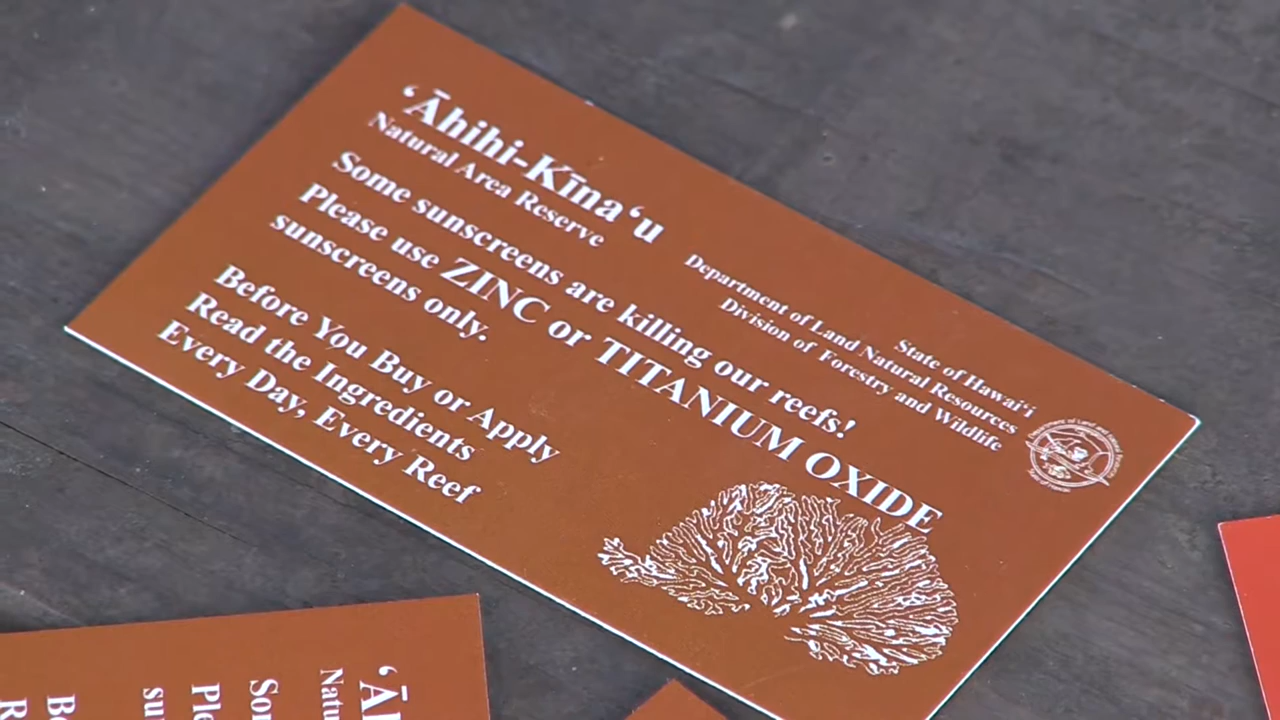 ʻĀhihi-Kīnaʻu
Natural Area Reserve
State of Hawaiʻi
Department of Land Natural Resources
Division of Forestry and Wildlife
Some sunscreens are killing our reefs!
Please use ZINC or TITANIUM OXIDE
sunscreens only.
Before You Buy or Apply
Read the Ingredients
Every Day, Every Reef